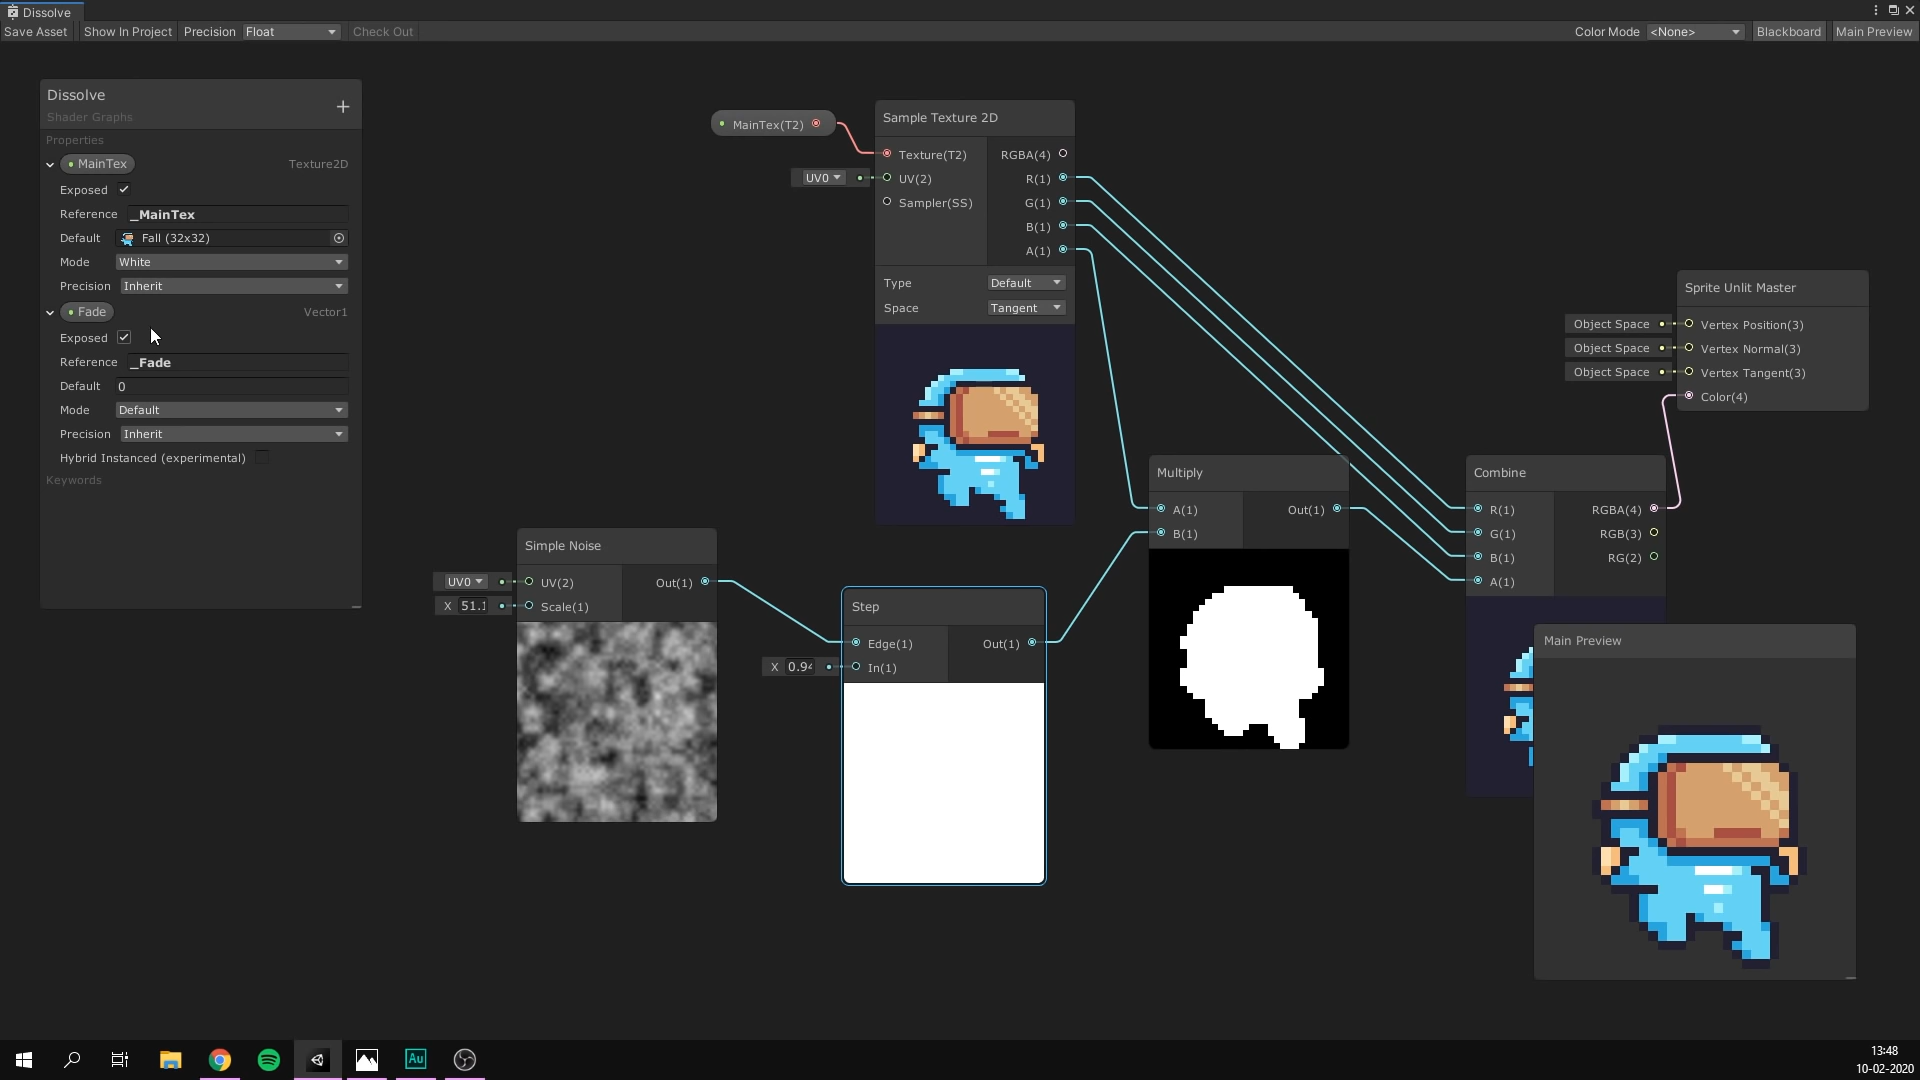 Dissolve
Save Asset Show In Project Precision Float Check Out Color Mode <None> Blackboard Main Preview
Dissolve
Shader Graphs
Properties
MainTex Texture2D
Exposed
Reference _MainTex
Default Fall (32x32)
Mode White
Precision Inherit
Fade Vector1
Exposed
Reference _Fade
Default 0
Mode Default
Precision Inherit
Hybrid Instanced (experimental)
Keywords
MainTex(T2)
Sample Texture 2D
Texture(T2) RGBA(4)
UV0 UV(2) R(1)
Sampler(SS) G(1)
B(1)
A(1)
Type Default
Space Tangent
Simple Noise
UV0 UV(2) Out(1)
X 51.1 Scale(1)
Step
Edge(1) Out(1)
X 0.94 In(1)
Multiply
A(1) Out(1)
B(1)
Combine
R(1) RGBA(4)
G(1) RGB(3)
B(1) RG(2)
A(1)
Sprite Unlit Master
Object Space Vertex Position(3)
Object Space Vertex Normal(3)
Object Space Vertex Tangent(3)
Color(4)
Main Preview
Au
13:48
10-02-2020